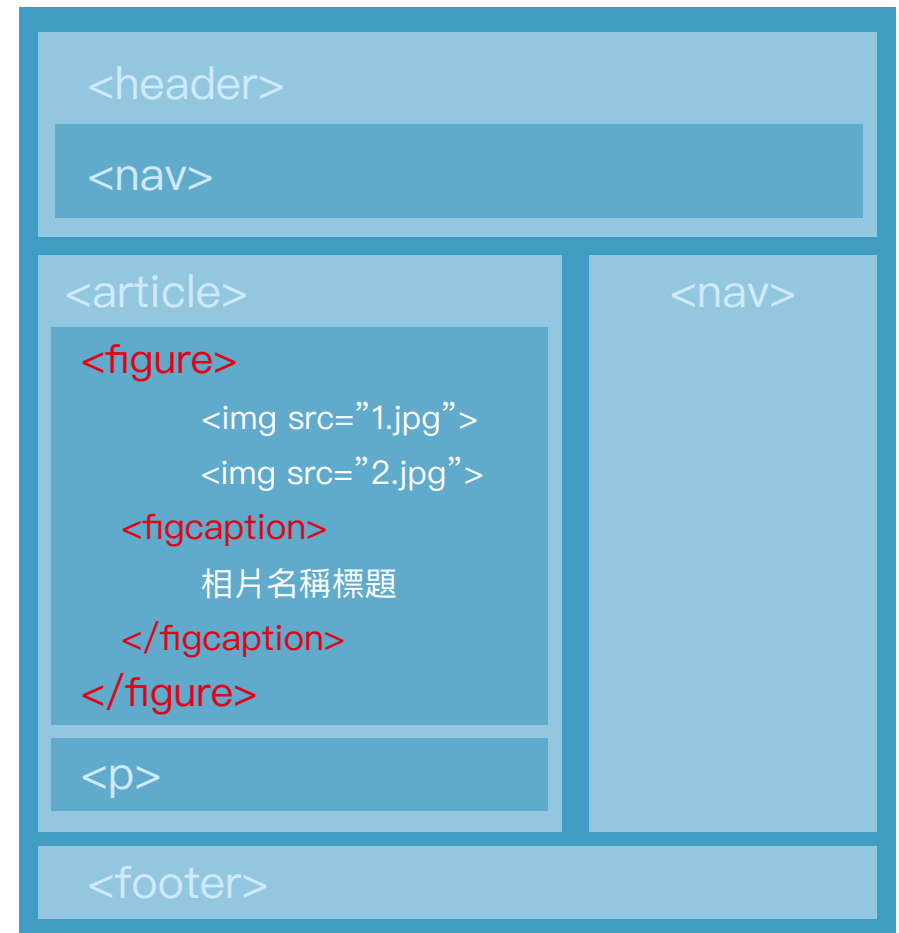 <header>
<nav>
<article>
<nav>
<figure>
<img src=”1.jpg”>
<img src=”2.jpg”>
<figcaption>
相片名稱標題
</figcaption>
</figure>
<p>
<footer>